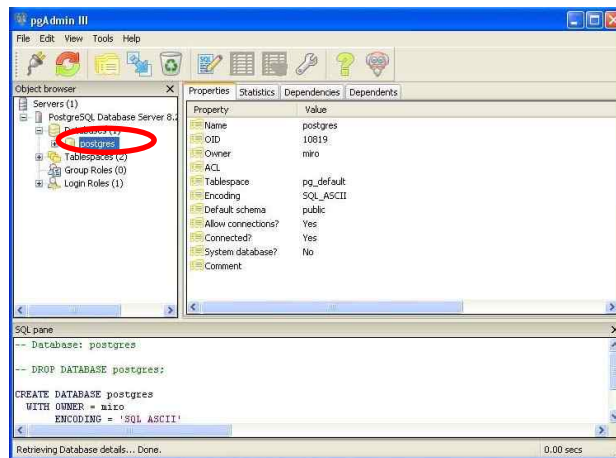 pgAdmin III
File Edit View Tools Help
Object browser
Servers (1)
PostgreSQL Database Server 8.2
Databases (1)
postgres
Tablespaces (2)
Group Roles (0)
Login Roles (1)
Properties Statistics Dependencies Dependents
Property Value
Name postgres
OID 10819
Owner miro
ACL
Tablespace pg_default
Encoding SQL_ASCII
Default schema public
Allow connections? Yes
Connected? Yes
System database? No
Comment
SQL pane
-- Database: postgres
-- DROP DATABASE postgres;
CREATE DATABASE postgres
WITH OWNER = miro
ENCODING = 'SQL_ASCII'
Retrieving Database details... Done. 0.00 secs